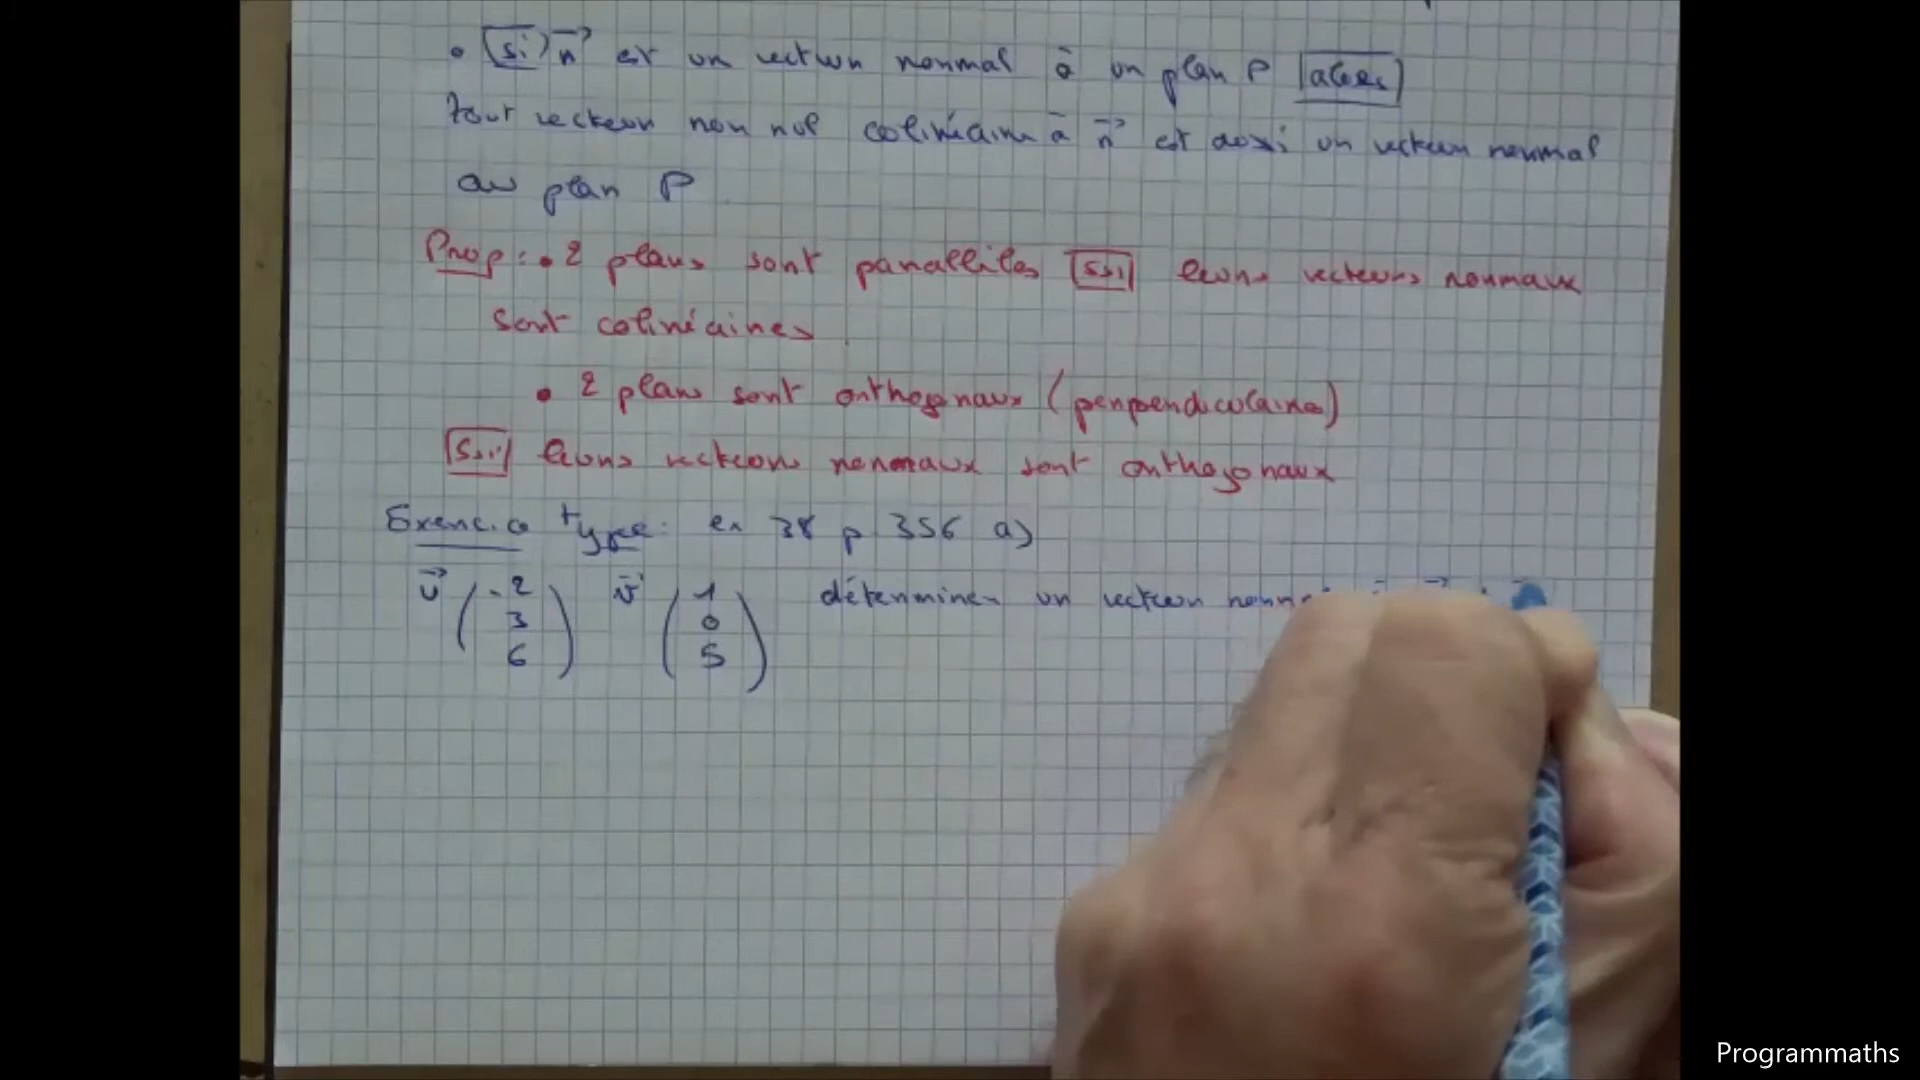 • si n⃗ est un vecteur normal à un plan P alors
tout vecteur non nul colinéaire à n⃗ est aussi un vecteur normal
au plan P
Prop : • 2 plans sont parallèles ssi leurs vecteurs normaux
sont colinéaires
• 2 plans sont orthogonaux (perpendiculaires)
ssi leurs vecteurs normaux sont orthogonaux
Exercice type : ex 38 p 356 a)
u⃗ (-2 v⃗ (1 déterminer un vecteur
3 0
6) 5)
Programmaths